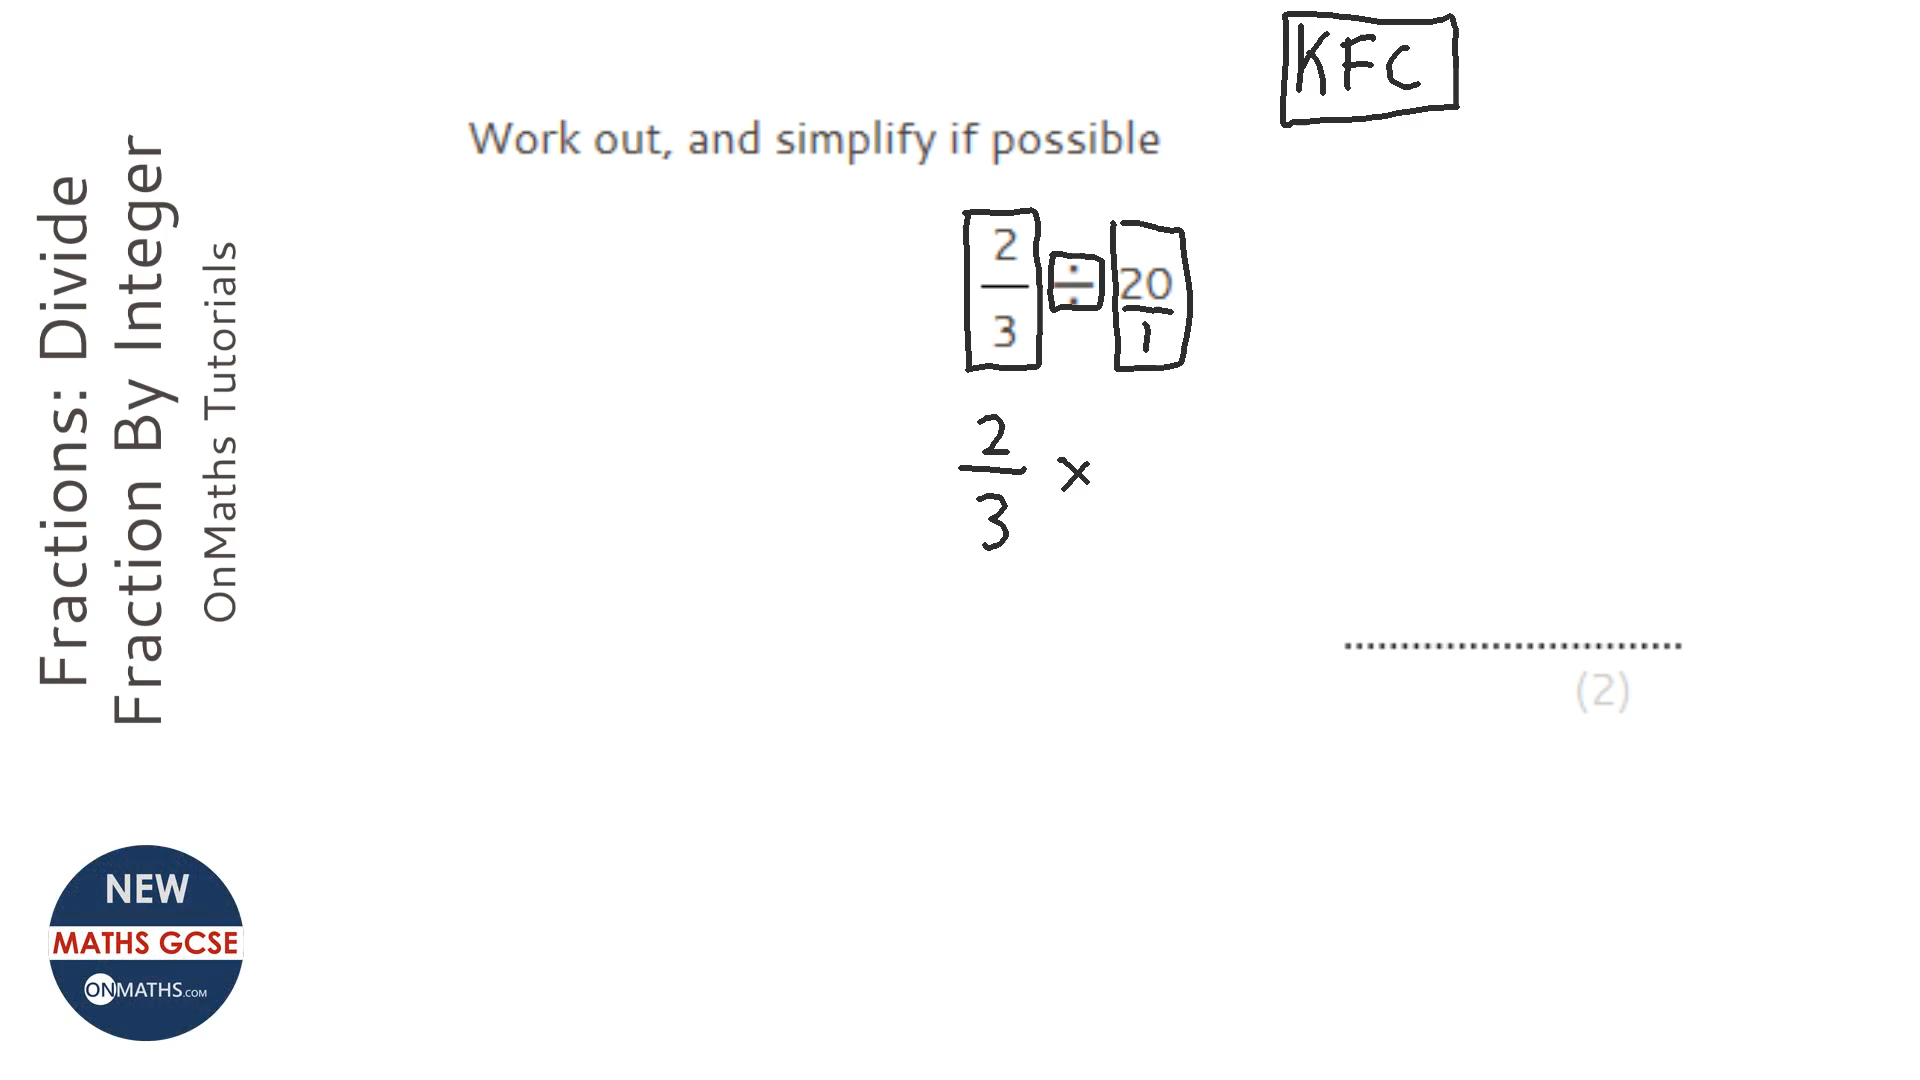 Fractions: Divide
Fraction By Integer
OnMaths Tutorials
KFC
Work out, and simplify if possible
2
3
÷
20
1
2
3
×
(2)
NEW
MATHS GCSE
ONMATHS.COM